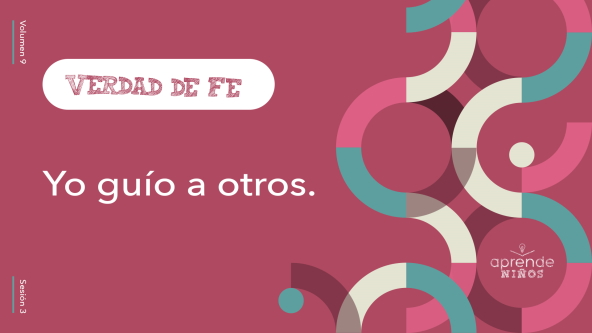 Volumen 9
VERDAD DE FE
Yo guío a otros.
aprende
NIÑOS
Sesión 3